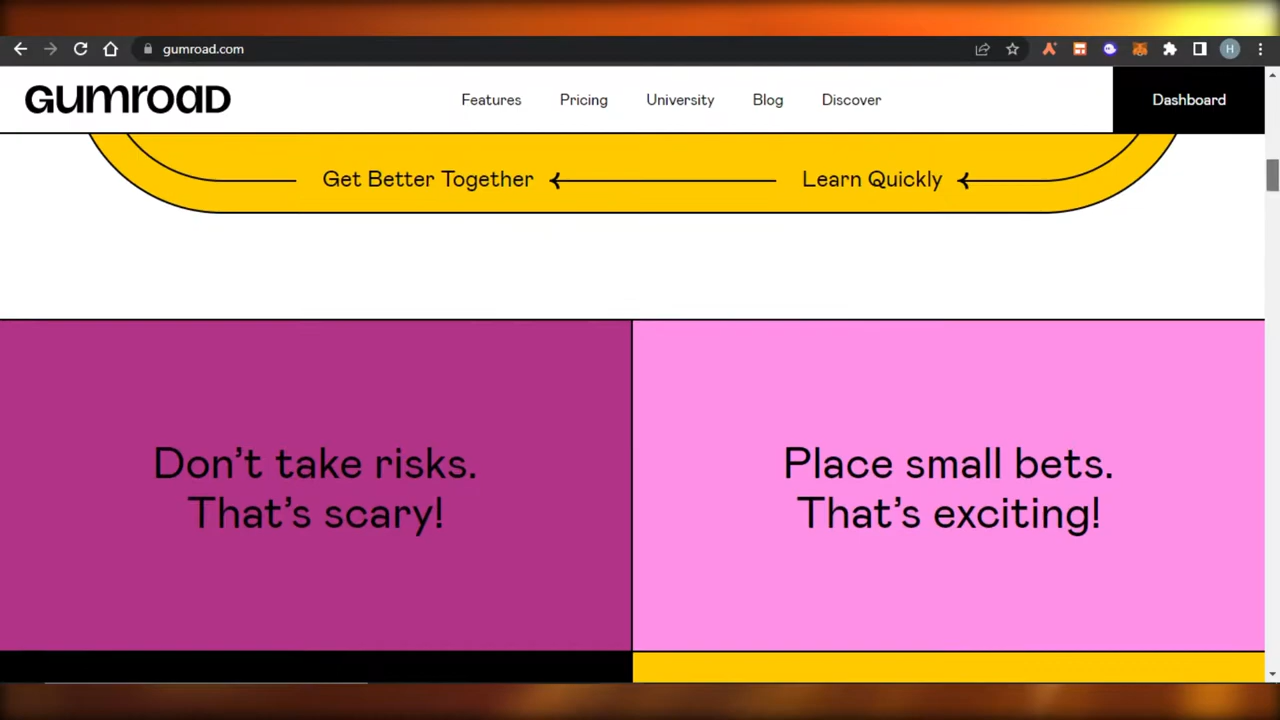 gumroad.com
H
GUMROAD
Features
Pricing
University
Blog
Discover
Dashboard
Get Better Together
Learn Quickly
Don't take risks.
That's scary!
Place small bets.
That's exciting!